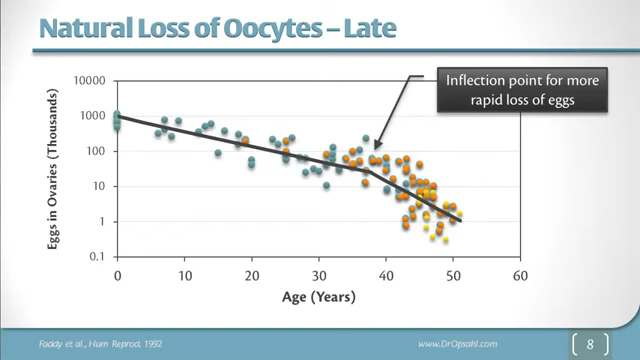 Natural Loss of Oocytes – Late
Inflection point for more
rapid loss of eggs
Eggs in Ovaries (Thousands)
10000
1000
100
10
1
0.1
0
10
20
30
40
50
60
Age (Years)
Faddy et al., Hum Reprod, 1992
www.DrOpsahl.com
8